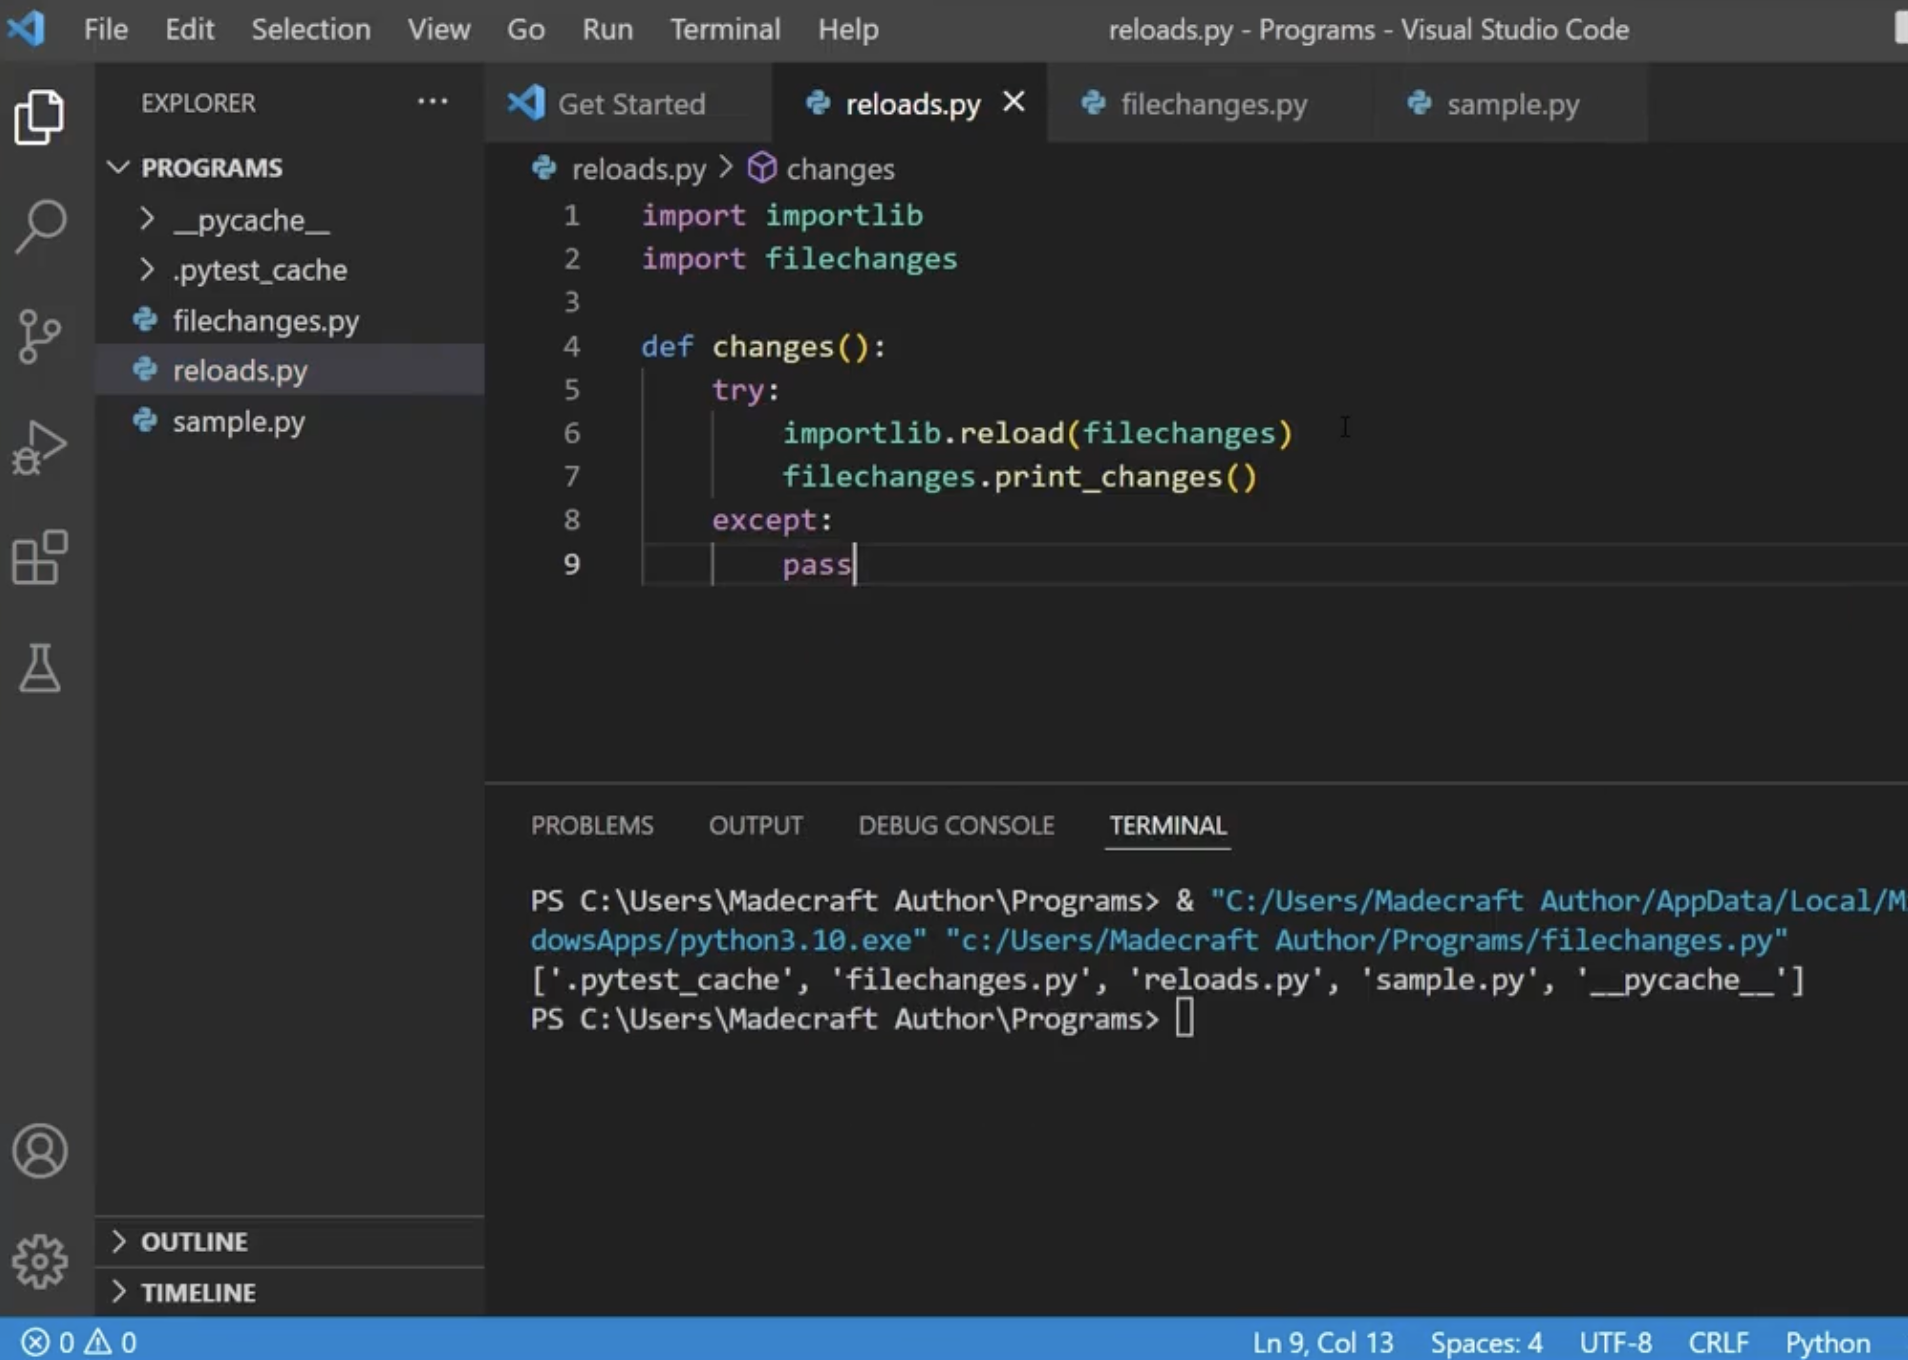 File Edit Selection View Go Run Terminal Help reloads.py - Programs - Visual Studio Code
EXPLORER ···
PROGRAMS
__pycache__
.pytest_cache
filechanges.py
reloads.py
sample.py
OUTLINE
TIMELINE
Get Started reloads.py filechanges.py sample.py
reloads.py > changes
1 import importlib
2 import filechanges
3
4 def changes():
5     try:
6         importlib.reload(filechanges)
7         filechanges.print_changes()
8     except:
9         pass
PROBLEMS OUTPUT DEBUG CONSOLE TERMINAL
PS C:\Users\Madecraft Author\Programs> & "C:/Users/Madecraft Author/AppData/Local/M
dowsApps/python3.10.exe" "c:/Users/Madecraft Author/Programs/filechanges.py"
['.pytest_cache', 'filechanges.py', 'reloads.py', 'sample.py', '__pycache__']
PS C:\Users\Madecraft Author\Programs>
0 0 Ln 9, Col 13 Spaces: 4 UTF-8 CRLF Python